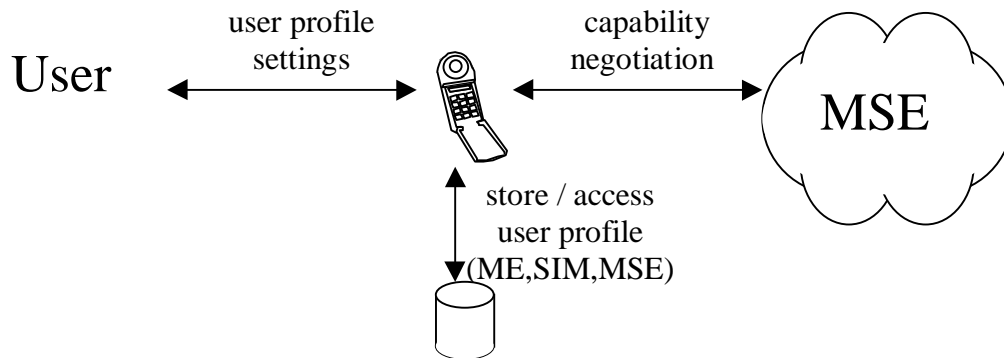 user profile
settings
capability
negotiation
User
MSE
store / access
user profile
(ME,SIM,MSE)